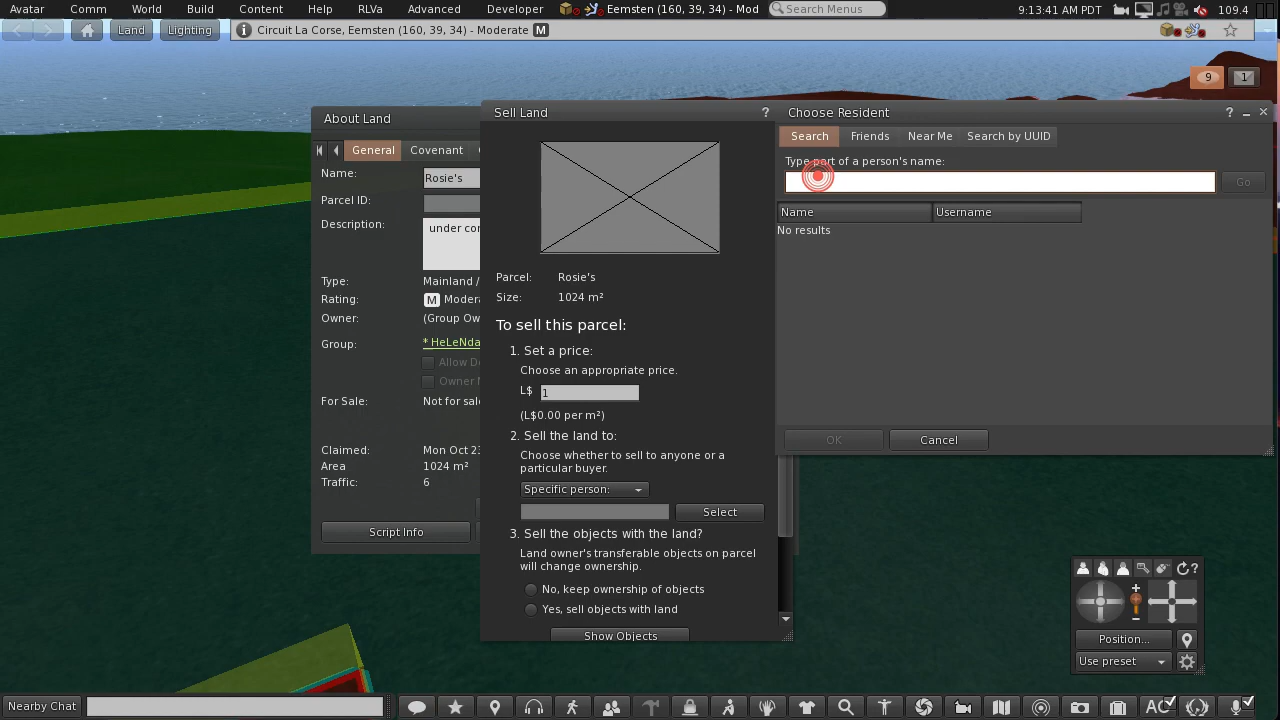 Avatar Comm World Build Content Help RLVa Advanced Developer Eemsten (160, 39, 34) - Mod Search Menus 9:13:41 AM PDT 109.4
Land Lighting Circuit La Corse, Eemsten (160, 39, 34) - Moderate M
9 1
About Land
General Covenant
Name: Rosie's
Parcel ID:
Description: under con
Type: Mainland /
Rating: M Modera
Owner: (Group Ow
Group: * HeLeNda
Allow De
Owner M
For Sale: Not for sale
Claimed: Mon Oct 23
Area 1024 m²
Traffic: 6
Script Info
Sell Land ?
Parcel: Rosie's
Size: 1024 m²
To sell this parcel:
1. Set a price:
Choose an appropriate price.
L$ 1
(L$0.00 per m²)
2. Sell the land to:
Choose whether to sell to anyone or a
particular buyer.
Specific person:
Select
3. Sell the objects with the land?
Land owner's transferable objects on parcel
will change ownership.
No, keep ownership of objects
Yes, sell objects with land
Show Objects
Choose Resident ?
Search Friends Near Me Search by UUID
Type part of a person's name:
Go
Name Username
No results
OK Cancel
?
Position...
Use preset
Nearby Chat
AO